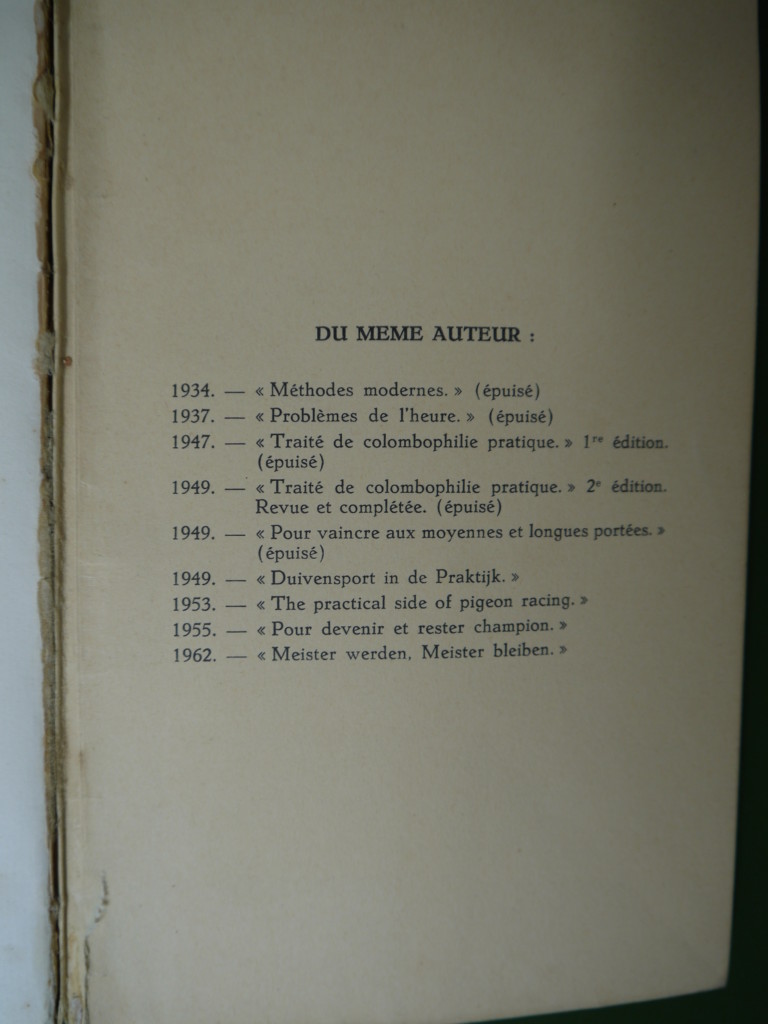 DU MEME AUTEUR :
1934. — « Méthodes modernes. » (épuisé)
1937. — « Problèmes de l'heure. » (épuisé)
1947. — « Traité de colombophilie pratique. » 1re édition.
(épuisé)
1949. — « Traité de colombophilie pratique. » 2e édition.
Revue et complétée. (épuisé)
1949. — « Pour vaincre aux moyennes et longues portées. »
(épuisé)
1949. — « Duivensport in de Praktijk. »
1953. — « The practical side of pigeon racing. »
1955. — « Pour devenir et rester champion. »
1962. — « Meister werden, Meister bleiben. »